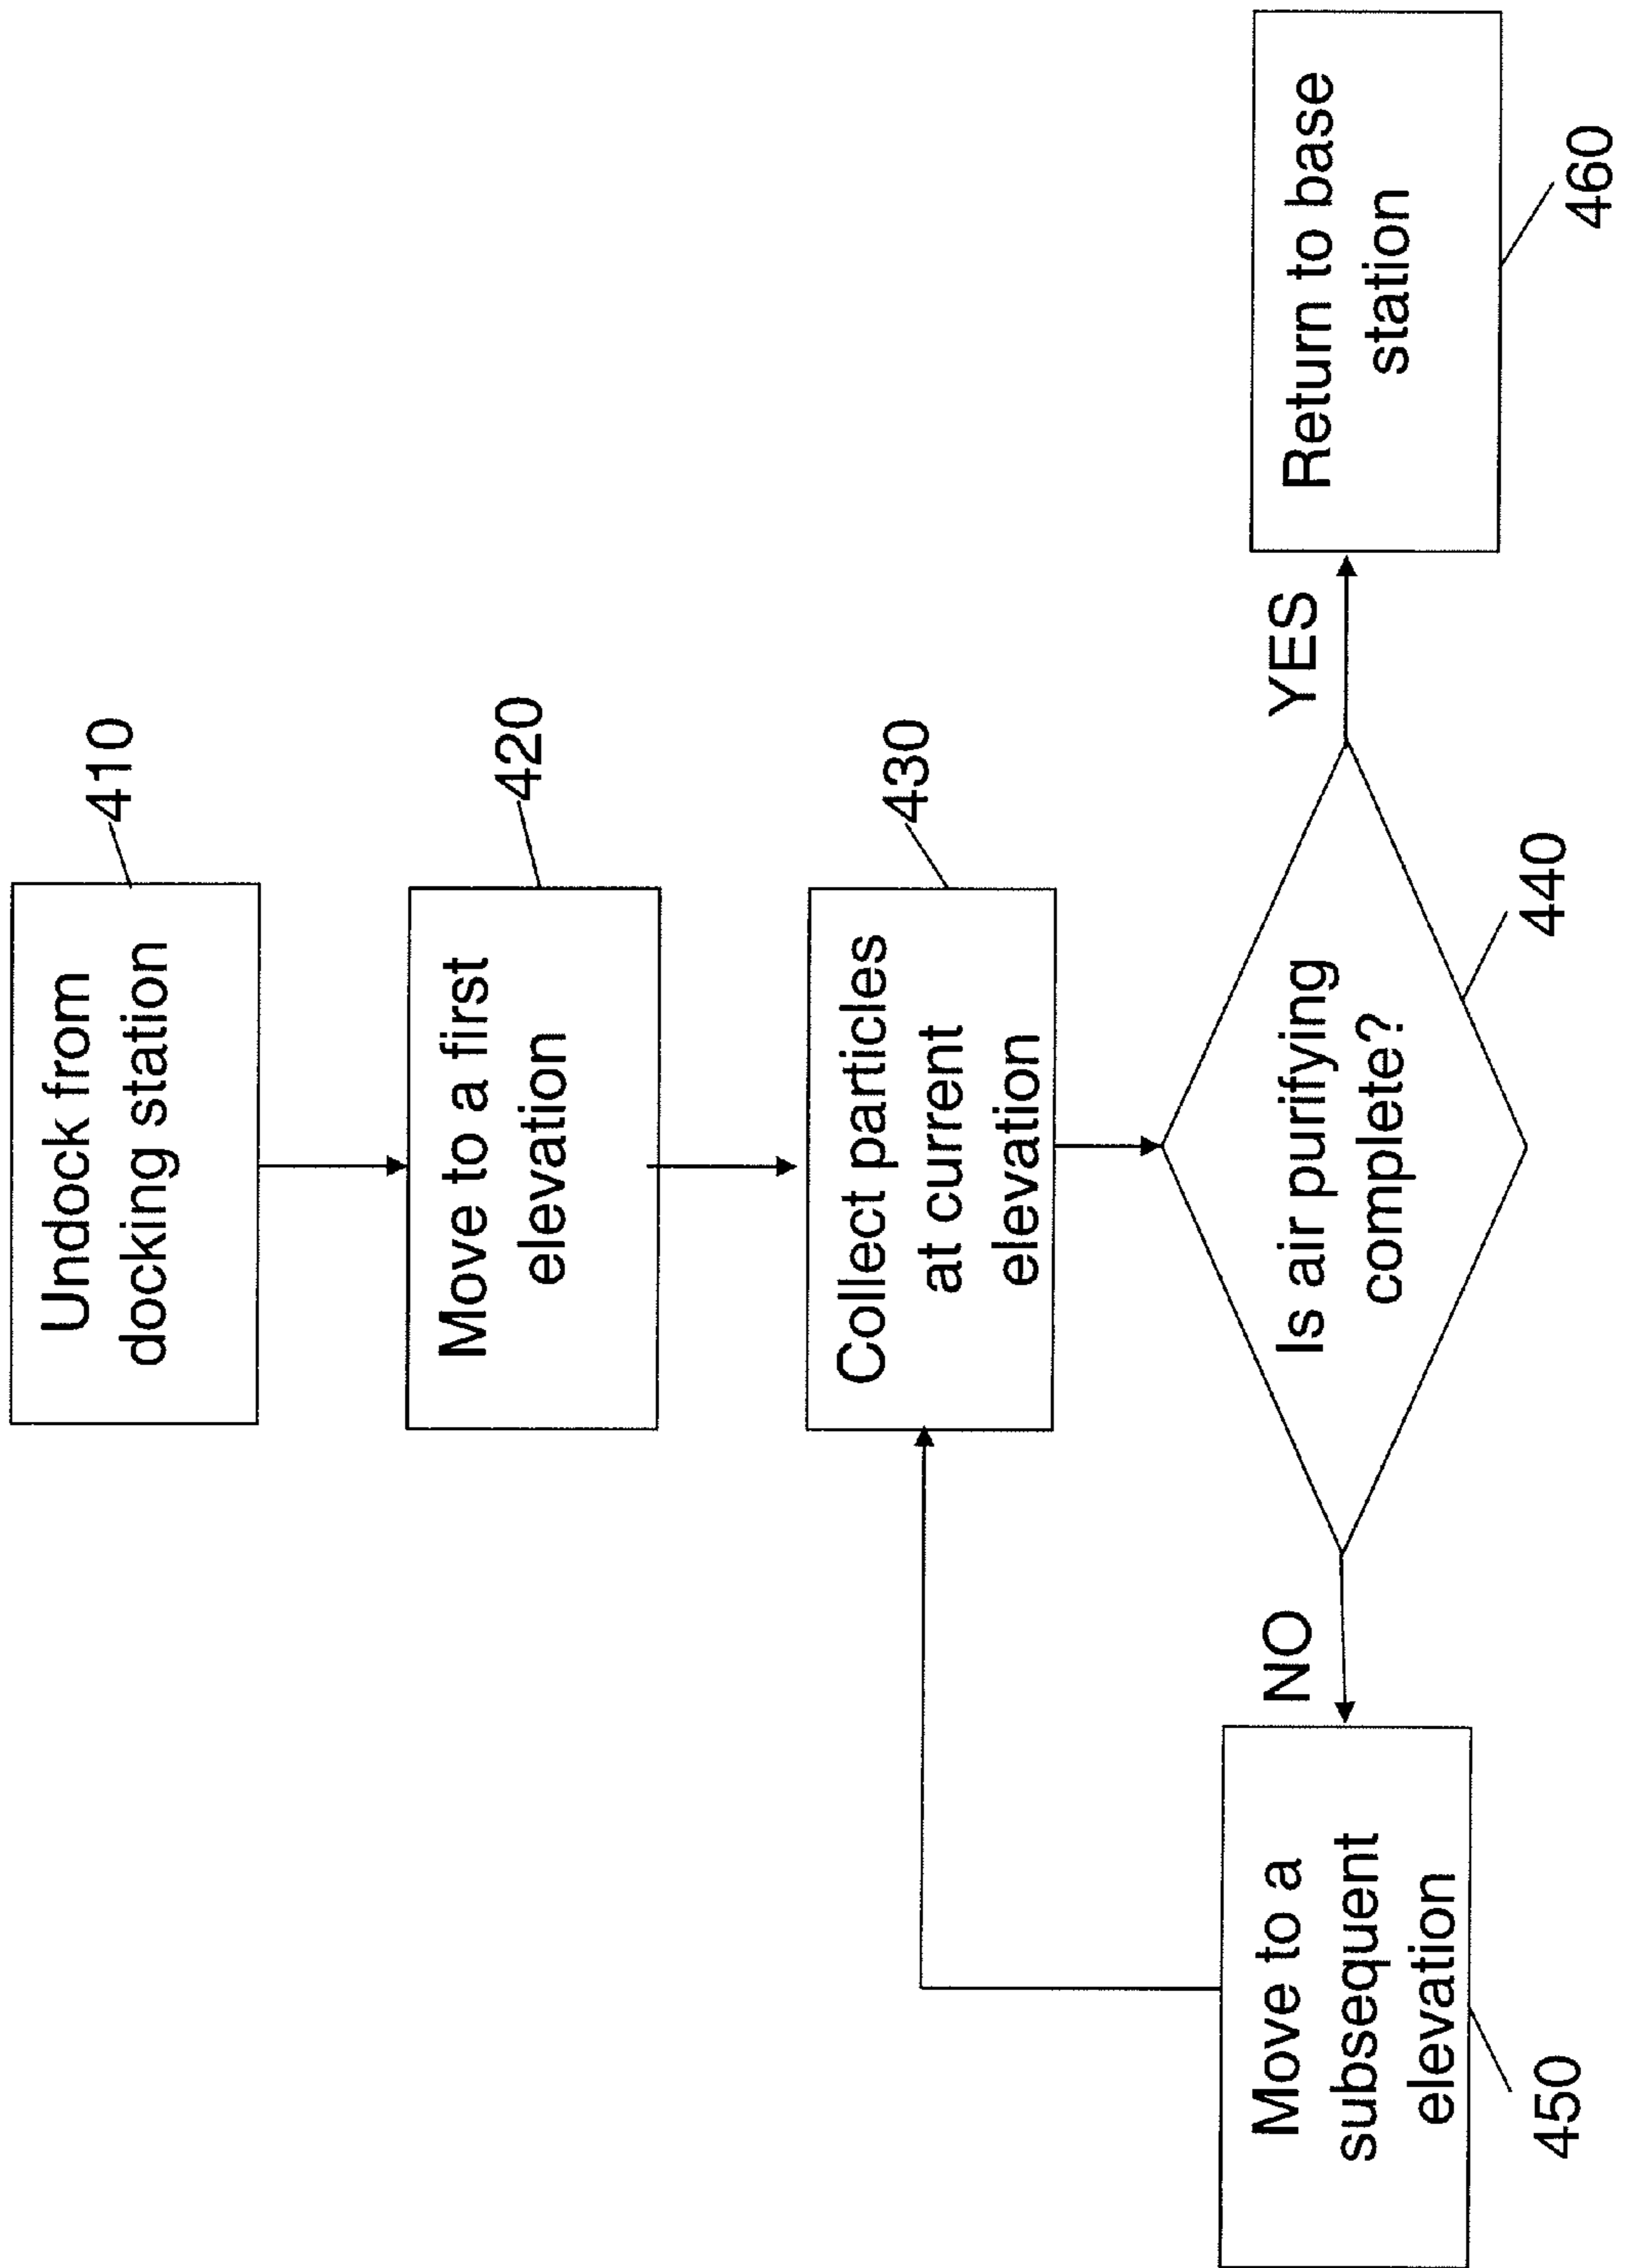 Undock from
docking station
410
Move to a first
elevation
420
Collect particles
at current
elevation
430
Is air purifying
complete?
440
NO
YES
Move to a
subsequent
elevation
450
Return to base
station
460